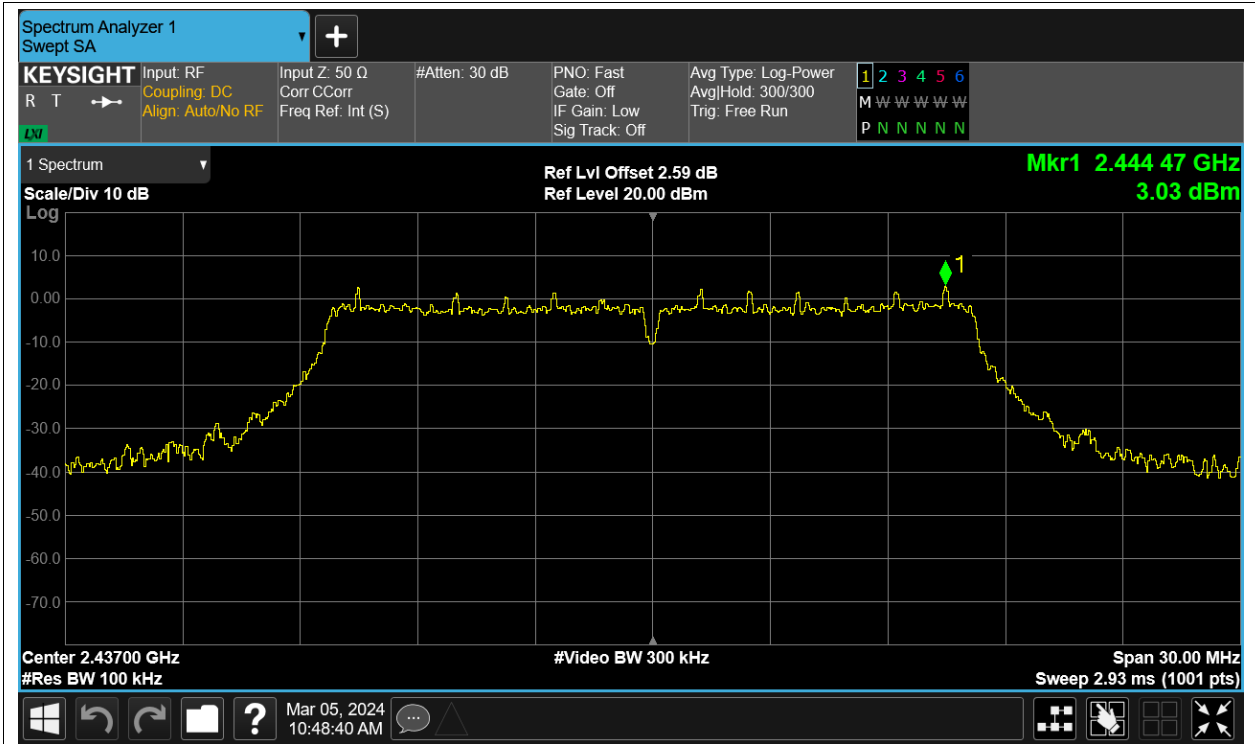 Spectrum Analyzer 1
Swept SA
+
KEYSIGHT
R T
LXI
Input: RF
Coupling: DC
Align: Auto/No RF
Input Z: 50 Ω
Corr CCorr
Freq Ref: Int (S)
#Atten: 30 dB
PNO: Fast
Gate: Off
IF Gain: Low
Sig Track: Off
Avg Type: Log-Power
Avg|Hold: 300/300
Trig: Free Run
1 2 3 4 5 6
M W W W W W
P N N N N N
1 Spectrum
Scale/Div 10 dB
Log
Ref Lvl Offset 2.59 dB
Ref Level 20.00 dBm
Mkr1 2.444 47 GHz
3.03 dBm
1
10.0
0.00
-10.0
-20.0
-30.0
-40.0
-50.0
-60.0
-70.0
Center 2.43700 GHz
#Video BW 300 kHz
Span 30.00 MHz
#Res BW 100 kHz
Sweep 2.93 ms (1001 pts)
?
Mar 05, 2024
10:48:40 AM